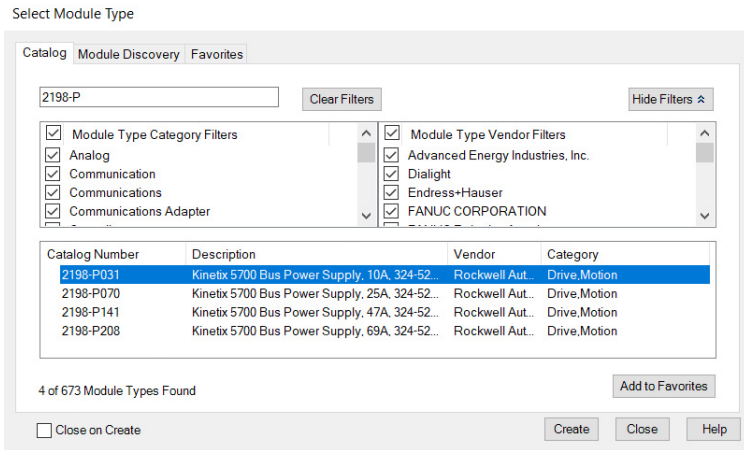 Select Module Type
Catalog Module Discovery Favorites
2198-P Clear Filters Hide Filters
Module Type Category Filters
Analog
Communication
Communications
Communications Adapter
Module Type Vendor Filters
Advanced Energy Industries, Inc.
Dialight
Endress+Hauser
FANUC CORPORATION
Catalog Number Description Vendor Category
2198-P031 Kinetix 5700 Bus Power Supply, 10A, 324-52... Rockwell Aut... Drive,Motion
2198-P070 Kinetix 5700 Bus Power Supply, 25A, 324-52... Rockwell Aut... Drive,Motion
2198-P141 Kinetix 5700 Bus Power Supply, 47A, 324-52... Rockwell Aut... Drive,Motion
2198-P208 Kinetix 5700 Bus Power Supply, 69A, 324-52... Rockwell Aut... Drive,Motion
4 of 673 Module Types Found Add to Favorites
Close on Create Create Close Help